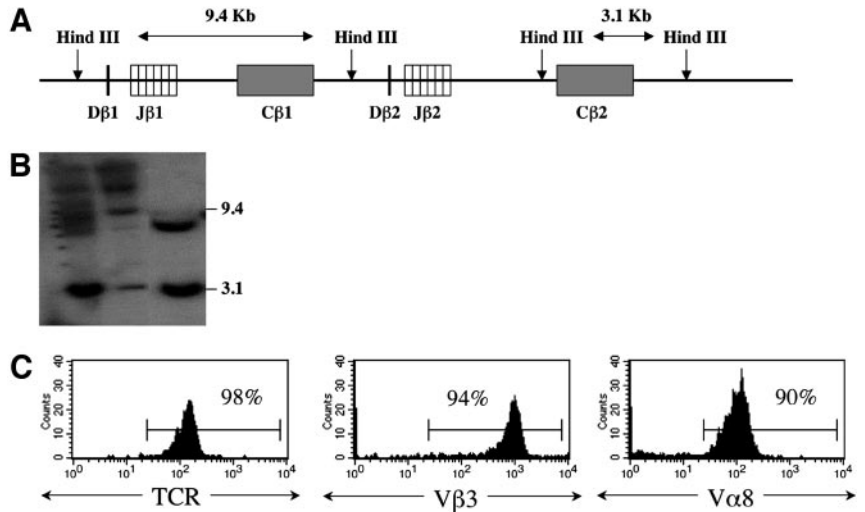 A
9.4 Kb
3.1 Kb
Hind III
Hind III
Hind III
Hind III
Dβ1 Jβ1
Cβ1
Dβ2 Jβ2
Cβ2
B
9.4
3.1
C
40
30
20
10
0
Counts
98%
10⁰ 10¹ 10² 10³ 10⁴
TCR
40
30
20
10
0
Counts
94%
10⁰ 10¹ 10² 10³ 10⁴
Vβ3
40
30
20
10
0
Counts
90%
10⁰ 10¹ 10² 10³ 10⁴
Vα8